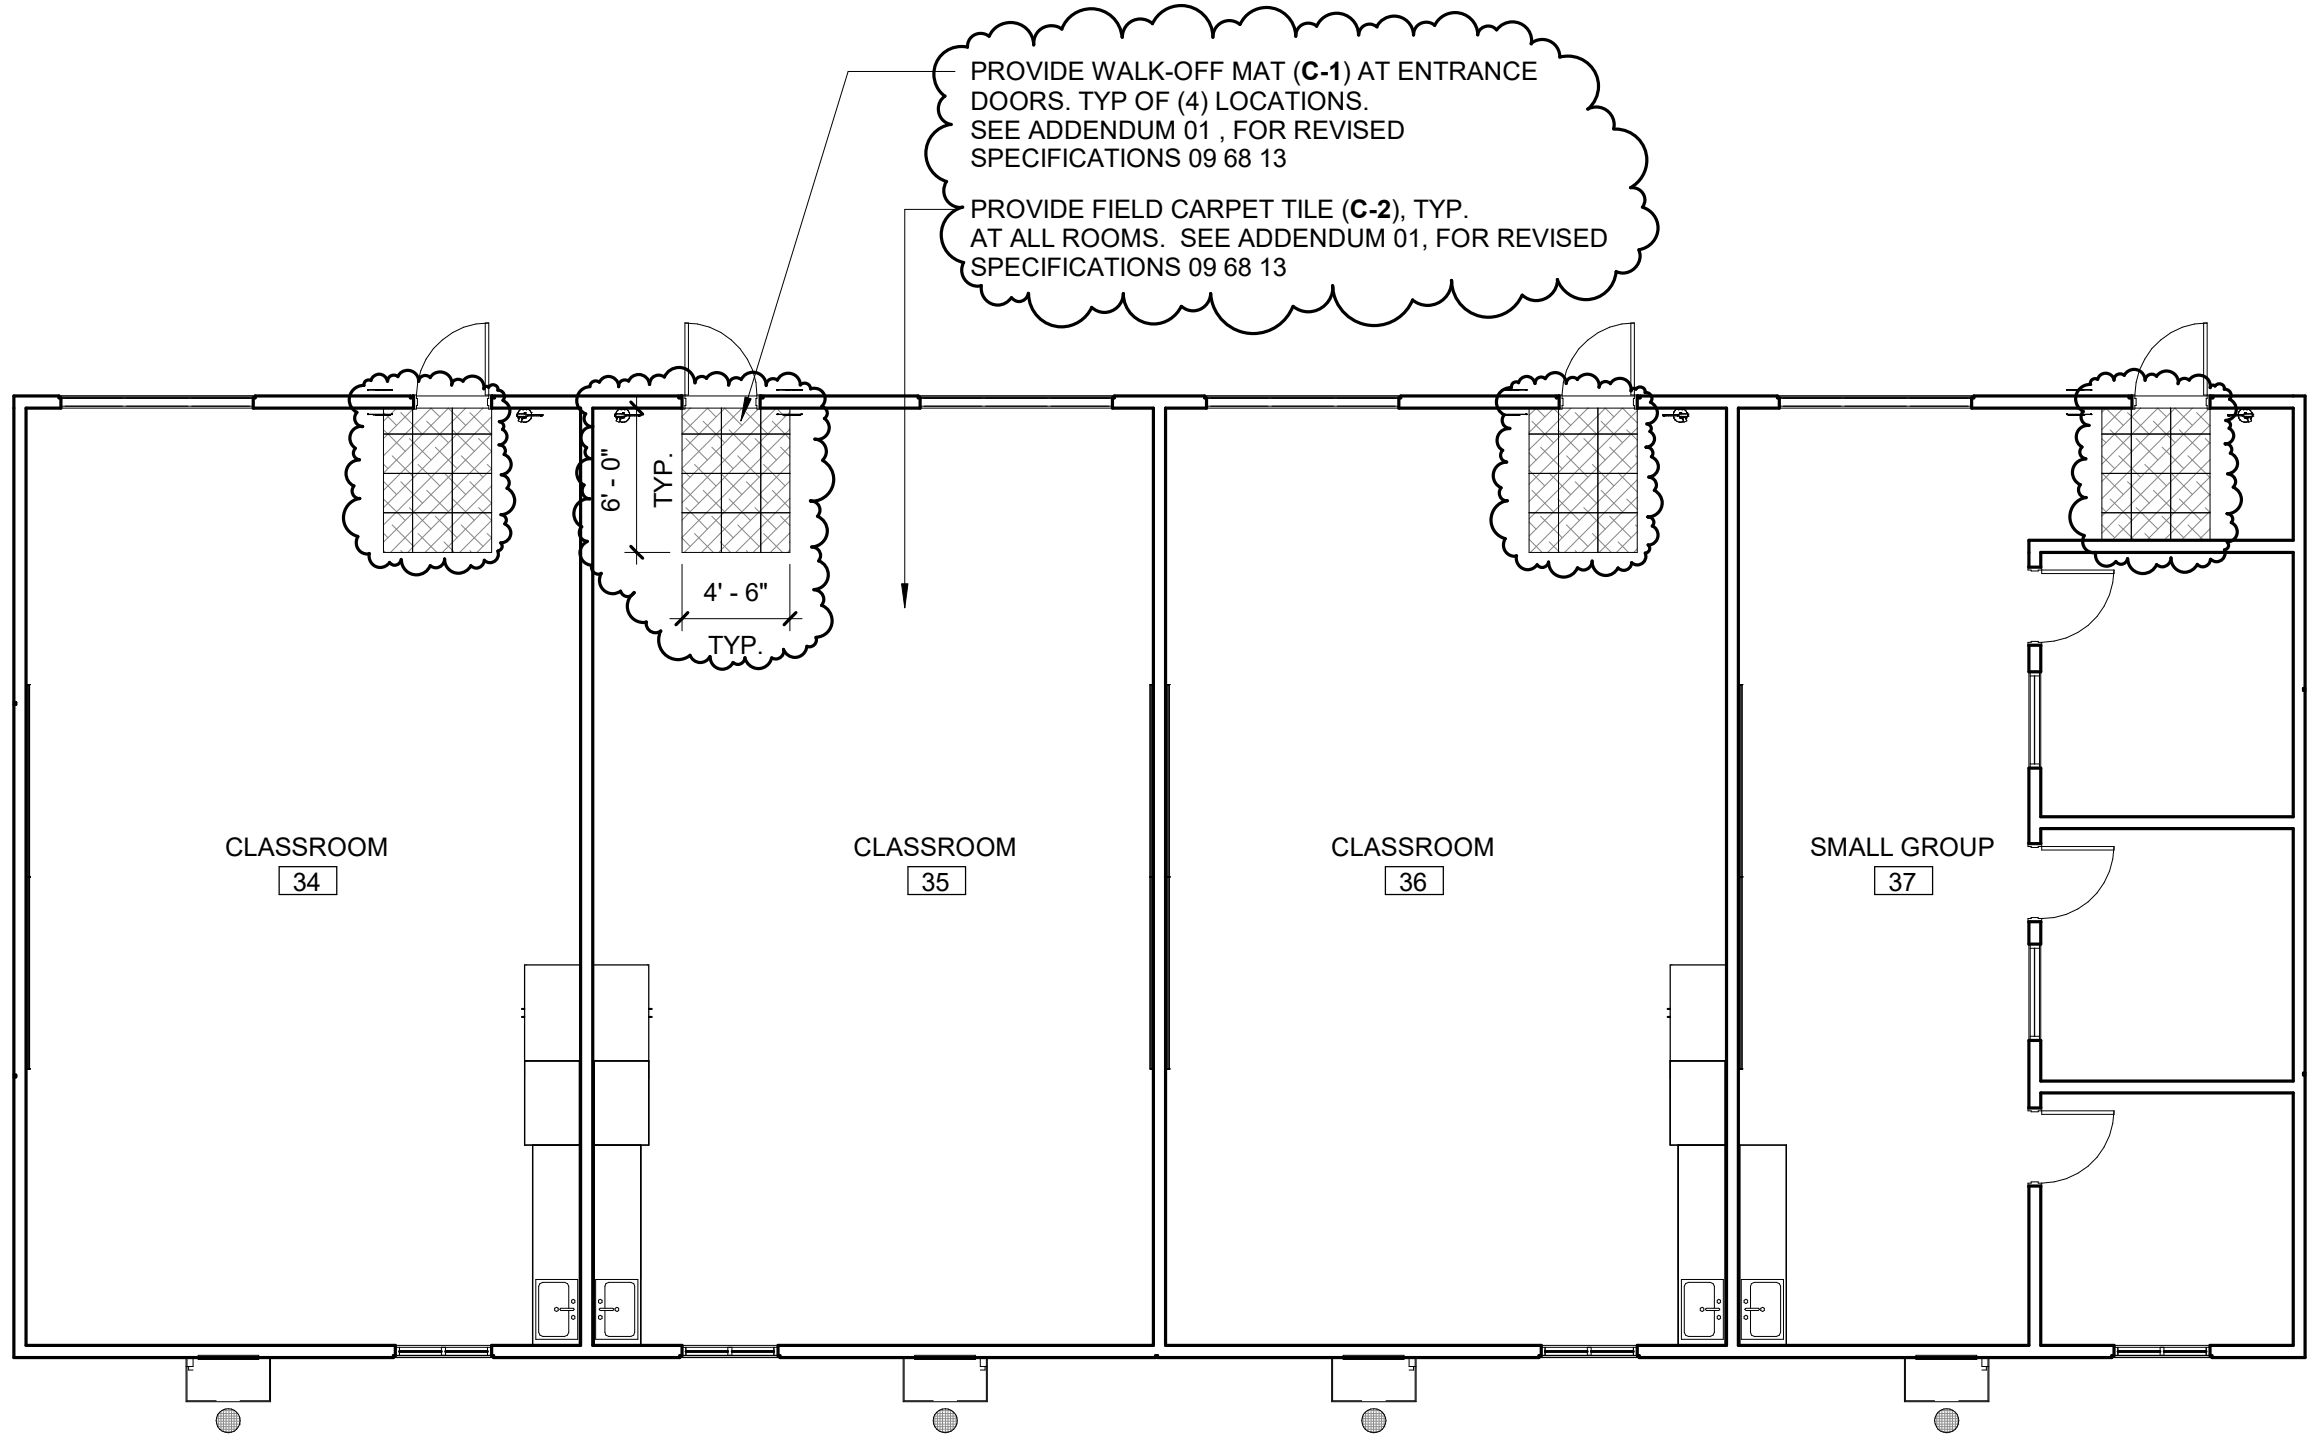 PROVIDE WALK-OFF MAT (C-1) AT ENTRANCE
DOORS. TYP OF (4) LOCATIONS.
SEE ADDENDUM 01 , FOR REVISED
SPECIFICATIONS 09 68 13
PROVIDE FIELD CARPET TILE (C-2), TYP.
AT ALL ROOMS.  SEE ADDENDUM 01, FOR REVISED
SPECIFICATIONS 09 68 13
6' - 0"
TYP.
4' - 6"
TYP.
CLASSROOM
34
CLASSROOM
35
CLASSROOM
36
SMALL GROUP
37